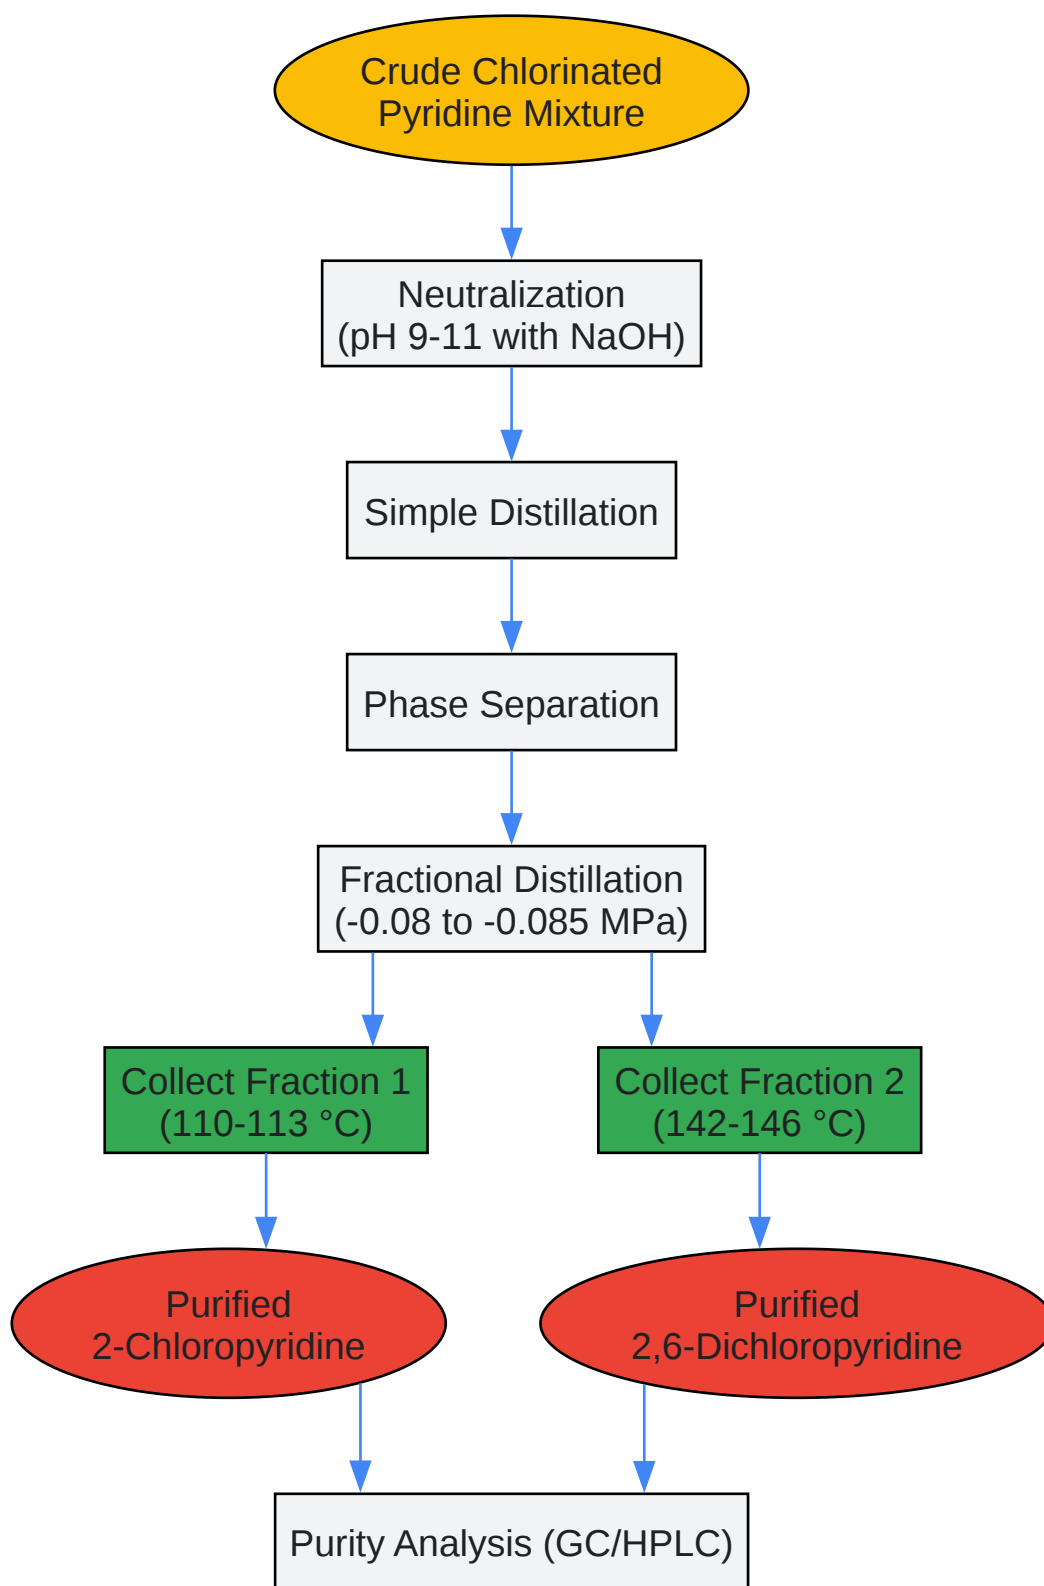 Crude Chlorinated
Pyridine Mixture
Neutralization
(pH 9-11 with NaOH)
Simple Distillation
Phase Separation
Fractional Distillation
(-0.08 to -0.085 MPa)
Collect Fraction 1
(110-113 °C)
Collect Fraction 2
(142-146 °C)
Purified
2-Chloropyridine
Purified
2,6-Dichloropyridine
Purity Analysis (GC/HPLC)